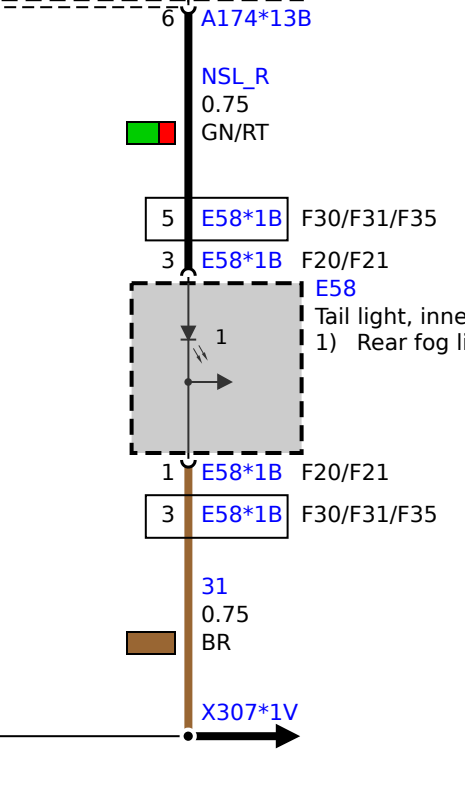 6 A174*13B
NSL_R
0.75
GN/RT
5 E58*1B F30/F31/F35
3 E58*1B F20/F21
E58
Tail light, inne
1) Rear fog li
1
1 E58*1B F20/F21
3 E58*1B F30/F31/F35
31
0.75
BR
X307*1V